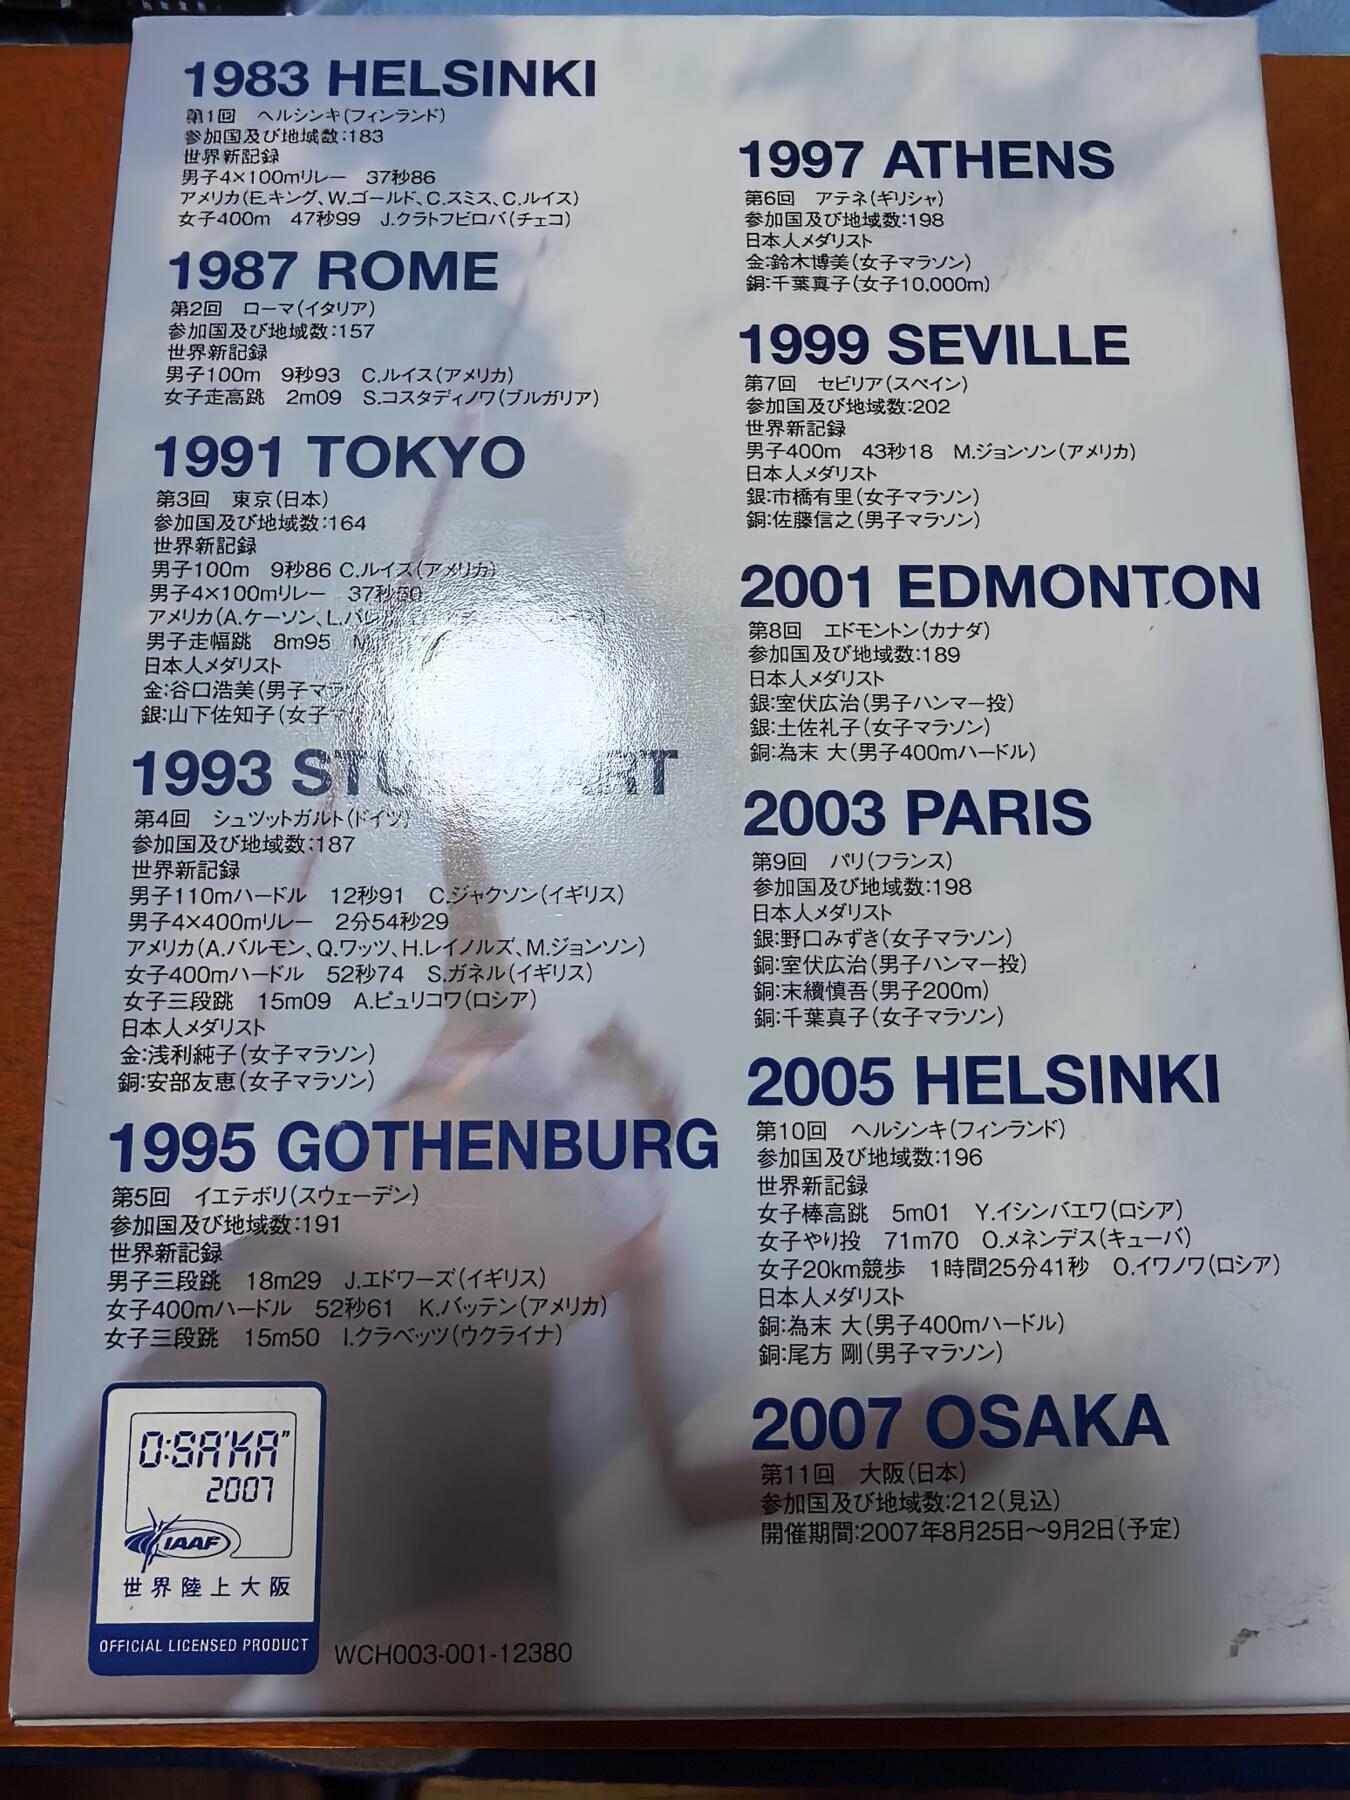 1983 HELSINKI
第1回　ヘルシンキ(フィンランド)
参加国及び地域数:183
世界新記録
男子4×100mリレー　37秒86
アメリカ(E.キング、W.ゴールド、C.スミス、C.ルイス)
女子400m　47秒99　J.クラトフビロバ(チェコ)
1987 ROME
第2回　ローマ(イタリア)
参加国及び地域数:157
世界新記録
男子100m　9秒93　C.ルイス(アメリカ)
女子走高跳　2m09　S.コスタディノワ(ブルガリア)
1991 TOKYO
第3回　東京(日本)
参加国及び地域数:164
世界新記録
男子100m　9秒86 C.ルイス(アメリカ)
男子4×100mリレー　37秒50
アメリカ(A.ケーソン、L.バレ
男子走幅跳　8m95　M
日本人メダリスト
金:谷口浩美(男子マラ
銀:山下佐知子(女子マ
1993 STUTTGART
第4回　シュツットガルト(ドイツ)
参加国及び地域数:187
世界新記録
男子110mハードル　12秒91　C.ジャクソン(イギリス)
男子4×400mリレー　2分54秒29
アメリカ(A.バルモン、Q.ワッツ、H.レイノルズ、M.ジョンソン)
女子400mハードル　52秒74　S.ガネル(イギリス)
女子三段跳　15m09　A.ピュリコワ(ロシア)
日本人メダリスト
金:浅利純子(女子マラソン)
銅:安部友恵(女子マラソン)
1995 GOTHENBURG
第5回　イエテボリ(スウェーデン)
参加国及び地域数:191
世界新記録
男子三段跳　18m29　J.エドワーズ(イギリス)
女子400mハードル　52秒61　K.バッテン(アメリカ)
女子三段跳　15m50　I.クラベッツ(ウクライナ)
O:SA'KA"
2007
IAAF
世界陸上大阪
OFFICIAL LICENSED PRODUCT
WCH003-001-12380
1997 ATHENS
第6回　アテネ(ギリシャ)
参加国及び地域数:198
日本人メダリスト
金:鈴木博美(女子マラソン)
銅:千葉真子(女子10,000m)
1999 SEVILLE
第7回　セビリア(スペイン)
参加国及び地域数:202
世界新記録
男子400m　43秒18　M.ジョンソン(アメリカ)
日本人メダリスト
銀:市橋有里(女子マラソン)
銅:佐藤信之(男子マラソン)
2001 EDMONTON
第8回　エドモントン(カナダ)
参加国及び地域数:189
日本人メダリスト
銀:室伏広治(男子ハンマー投)
銀:土佐礼子(女子マラソン)
銅:為末 大(男子400mハードル)
2003 PARIS
第9回　パリ(フランス)
参加国及び地域数:198
日本人メダリスト
銀:野口みずき(女子マラソン)
銅:室伏広治(男子ハンマー投)
銅:末續慎吾(男子200m)
銅:千葉真子(女子マラソン)
2005 HELSINKI
第10回　ヘルシンキ(フィンランド)
参加国及び地域数:196
世界新記録
女子棒高跳　5m01　Y.イシンバエワ(ロシア)
女子やり投　71m70　O.メネンデス(キューバ)
女子20km競歩　1時間25分41秒　O.イワノワ(ロシア)
日本人メダリスト
銅:為末 大(男子400mハードル)
銅:尾方 剛(男子マラソン)
2007 OSAKA
第11回　大阪(日本)
参加国及び地域数:212(見込)
開催期間:2007年8月25日～9月2日(予定)